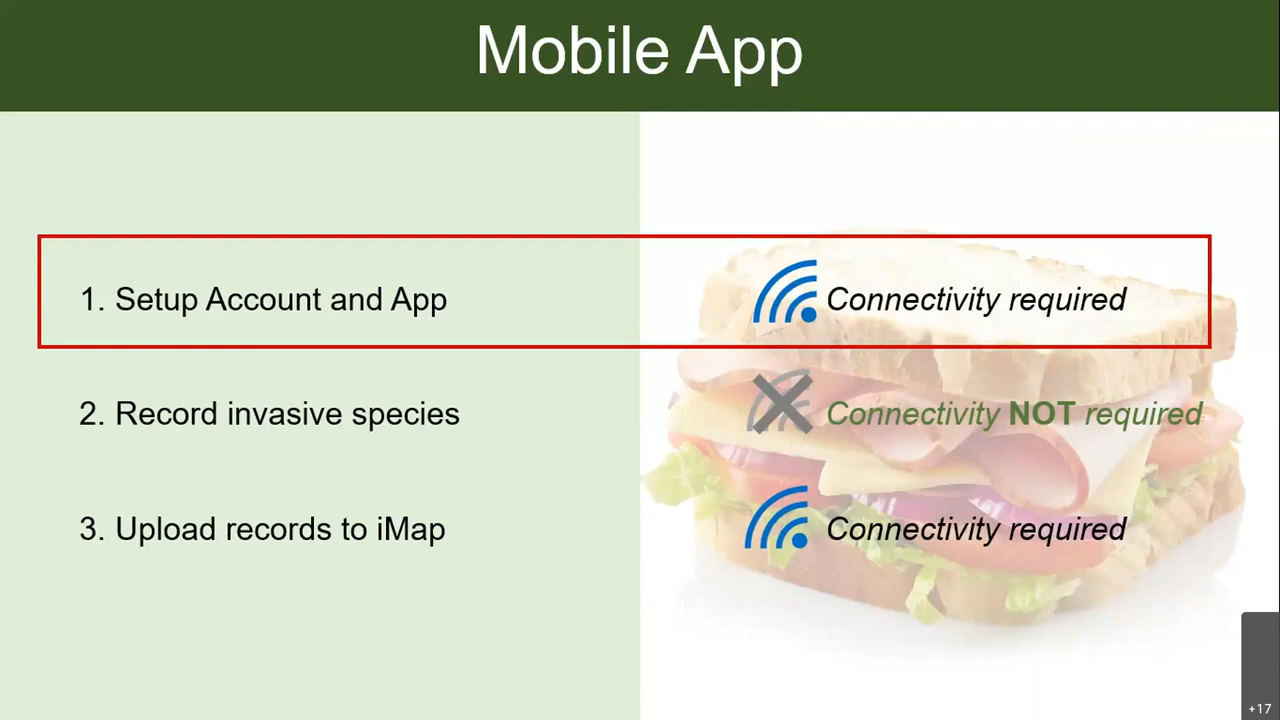 Mobile App
1. Setup Account and App
Connectivity required
2. Record invasive species
Connectivity NOT required
3. Upload records to iMap
Connectivity required
+17